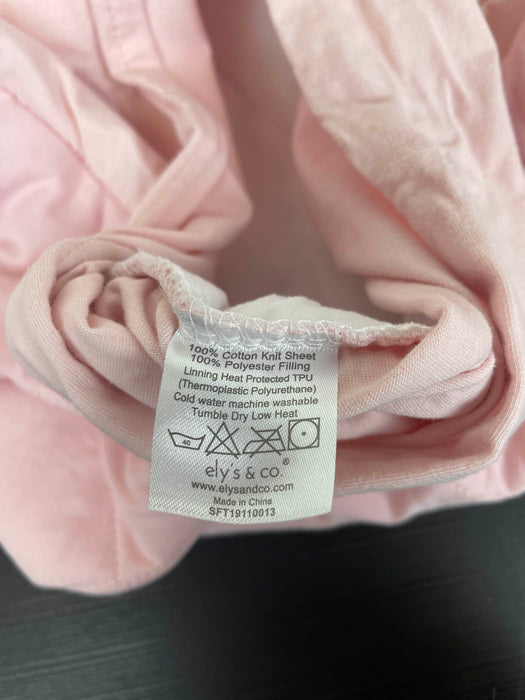 100% Cotton Knit Sheet
100% Polyester Filling
Linning Heat Protected TPU
(Thermoplastic Polyurethane)
Cold water machine washable
Tumble Dry Low Heat
40
ely's & co.®
www.elysandco.com
Made in China
SFT19110013